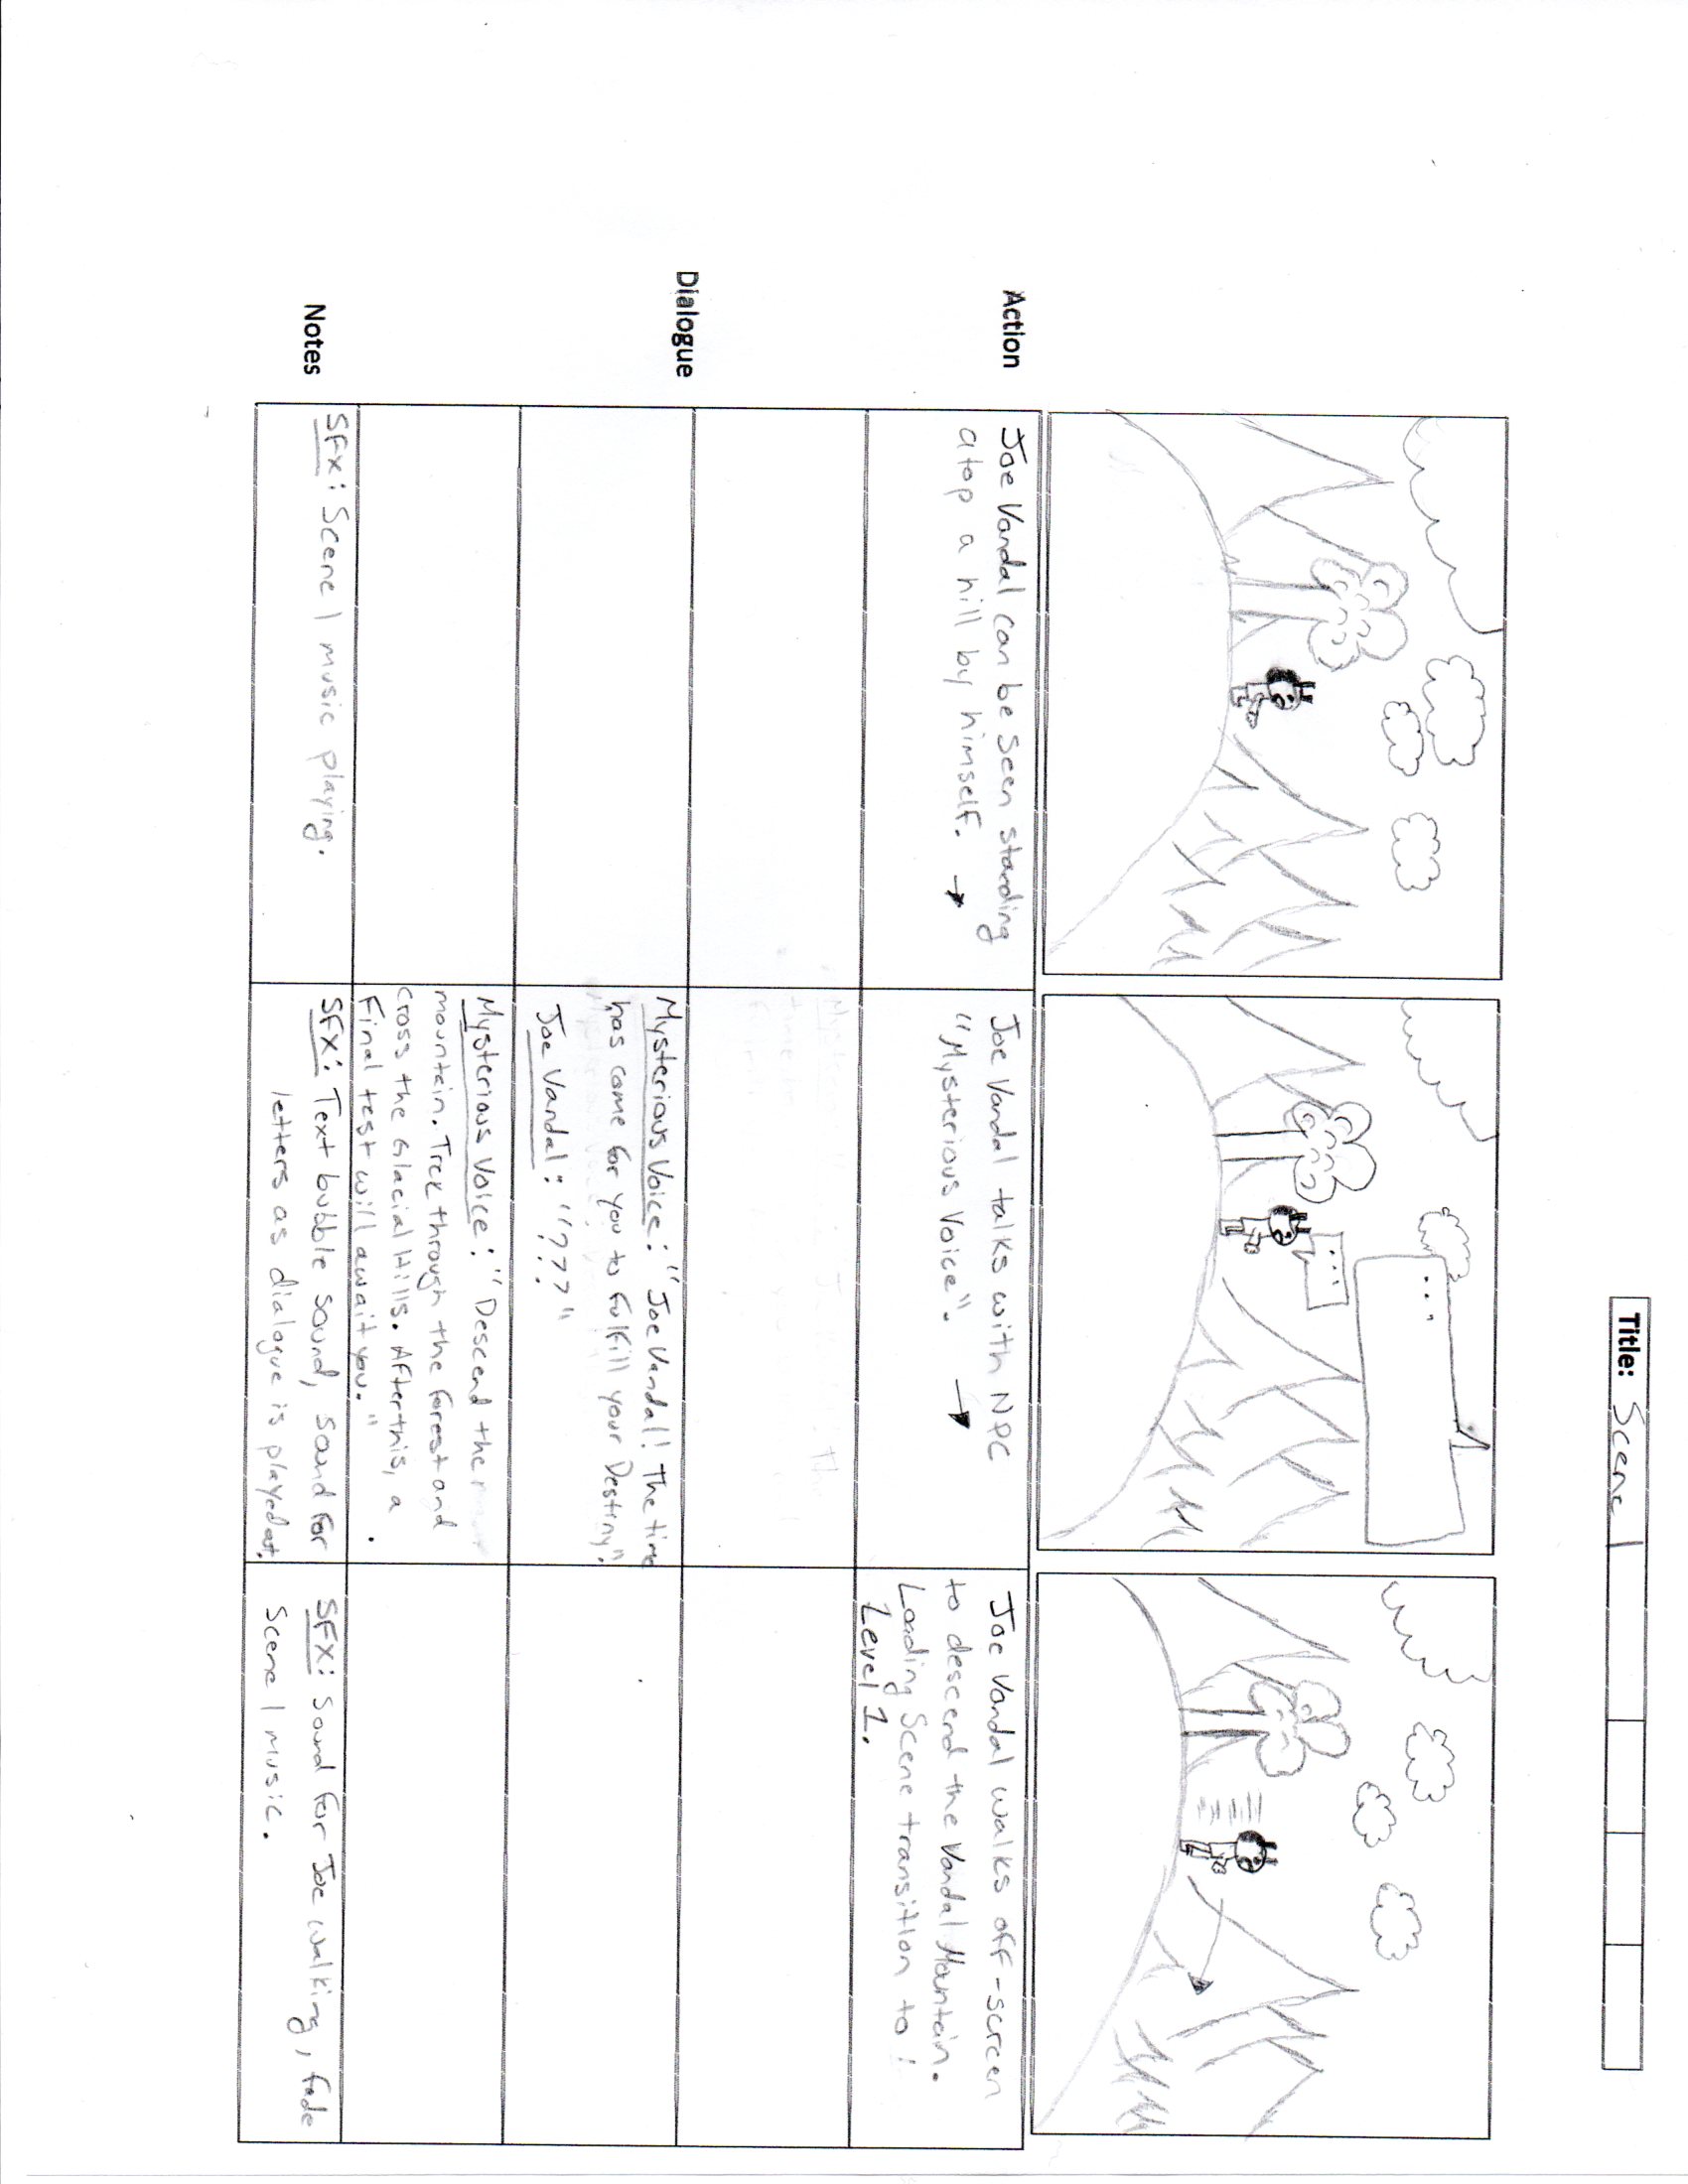 Title: Scene 1
...
...
Action
Joe Vandal can be seen standing
atop a hill by himself.
Joe Vandal talks with NPC
"Mysterious Voice".
Joe Vandal walks off-screen
to descend the Vandal Mountain.
Loading Scene transition to :
Level 1.
Dialogue
Mysterious Voice: "Joe Vandal! The time
has come for you to fulfill your Destiny".
Joe Vandal: "???"
Mysterious Voice: "Descend the
mountain. Trek through the forest and
cross the Glacial Hills. After this, a
Final test will await you."
Notes
SFX: Scene 1 music playing.
SFX: Text bubble sound, sound for
letters as dialogue is played out.
SFX: Sound for Joe walking, fade
Scene 1 music.